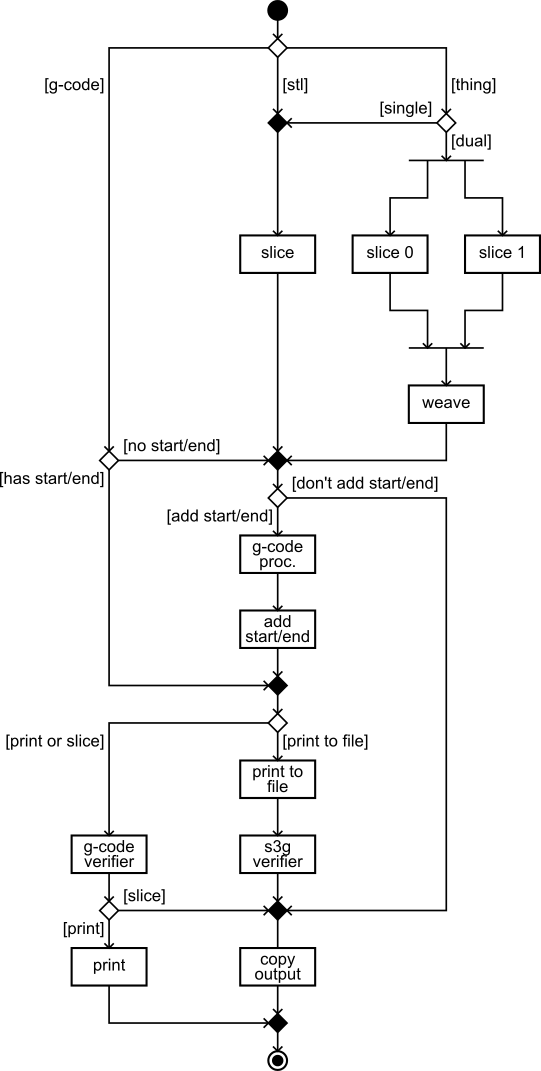 [g-code]
[stl]
[thing]
[single]
[dual]
slice
slice 0
slice 1
weave
[no start/end]
[has start/end]
[don't add start/end]
[add start/end]
g-code
proc.
add
start/end
[print or slice]
[print to file]
print to
file
g-code
verifier
s3g
verifier
[slice]
[print]
print
copy
output